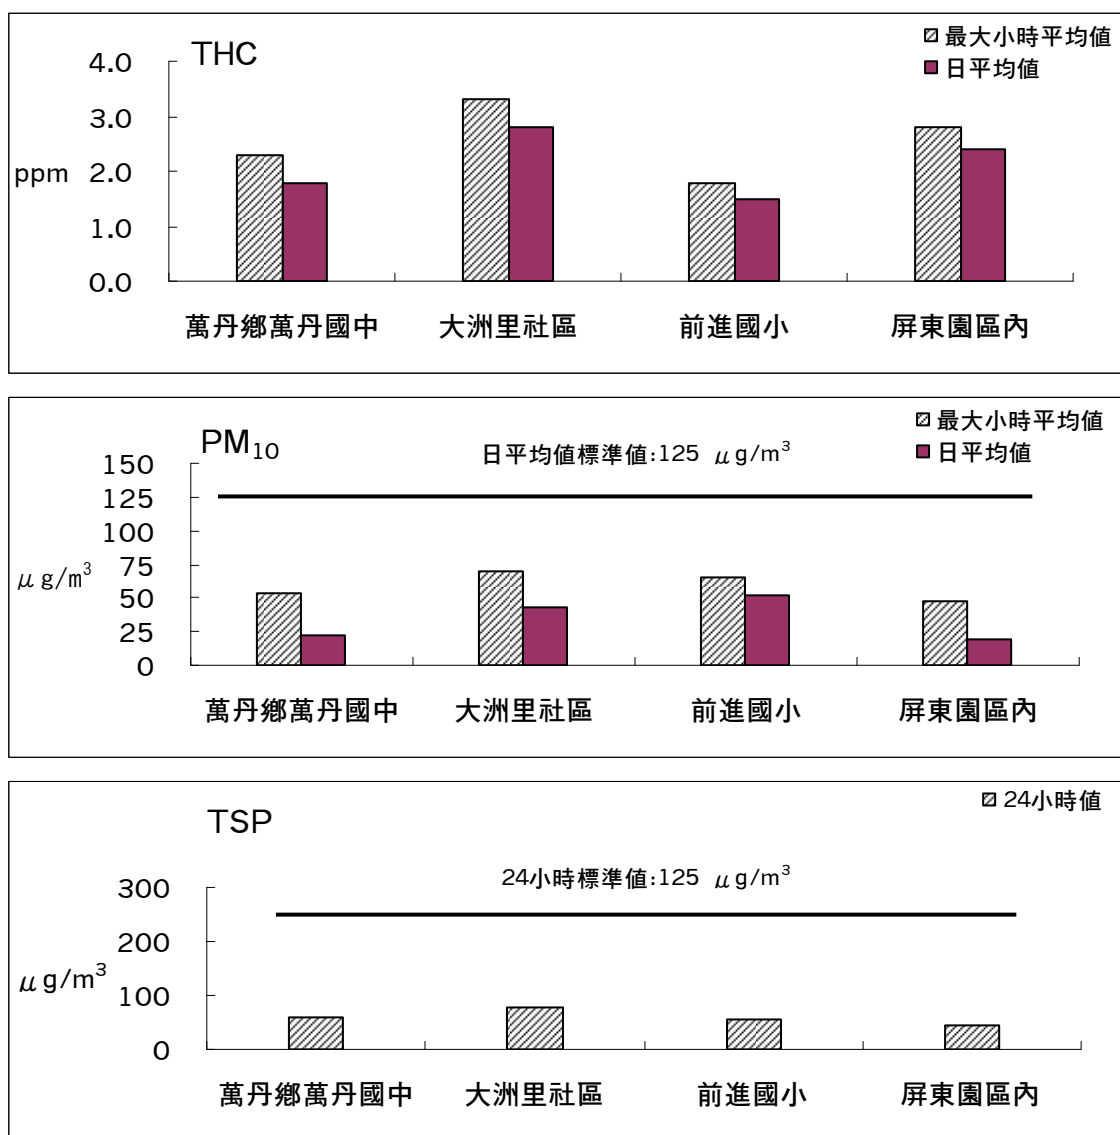 THC
最大小時平均值
日平均值
4.0
3.0
2.0
1.0
0.0
ppm
萬丹鄉萬丹國中 大洲里社區 前進國小 屏東園區內
PM10
最大小時平均值
日平均值
日平均值標準值:125 μg/m³
150
125
100
75
50
25
0
μg/m³
萬丹鄉萬丹國中 大洲里社區 前進國小 屏東園區內
TSP
24小時值
24小時標準值:125 μg/m³
300
200
100
0
μg/m³
萬丹鄉萬丹國中 大洲里社區 前進國小 屏東園區內